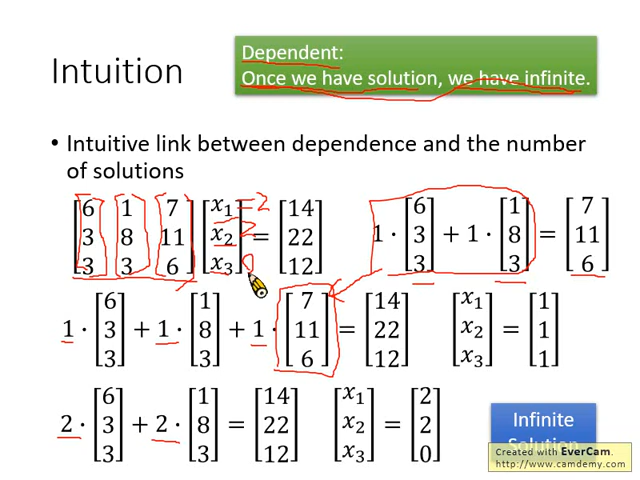 Intuition
Dependent:
Once we have solution, we have infinite.
• Intuitive link between dependence and the number
of solutions
[6 1 7; 3 8 11; 3 3 6] [x₁; x₂; x₃] = [14; 22; 12]
=2
2
0
1 · [6; 3; 3] + 1 · [1; 8; 3] = [7; 11; 6]
1 · [6; 3; 3] + 1 · [1; 8; 3] + 1 · [7; 11; 6] = [14; 22; 12] [x₁; x₂; x₃] = [1; 1; 1]
2 · [6; 3; 3] + 2 · [1; 8; 3] = [14; 22; 12] [x₁; x₂; x₃] = [2; 2; 0]
Infinite
Solution
Created with EverCam.
http://www.camdemy.com